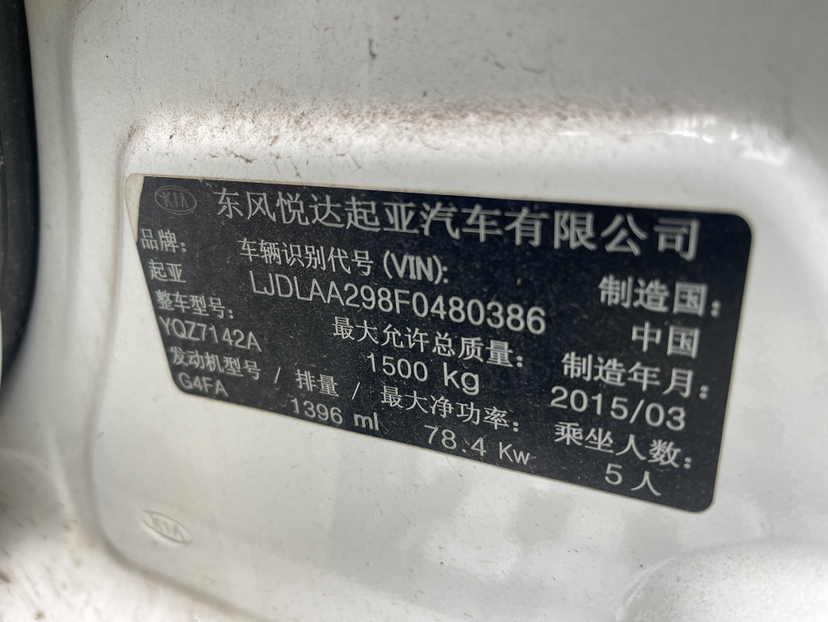 KIA 东风悦达起亚汽车有限公司
品牌: 车辆识别代号 (VIN): 制造国:
起亚 LJDLAA298F0480386 中国
整车型号: 最大允许总质量: 制造年月:
YQZ7142A 1500 kg 2015/03
发动机型号 / 排量 / 最大净功率: 乘坐人数:
G4FA 1396 ml 78.4 Kw 5 人
KIA